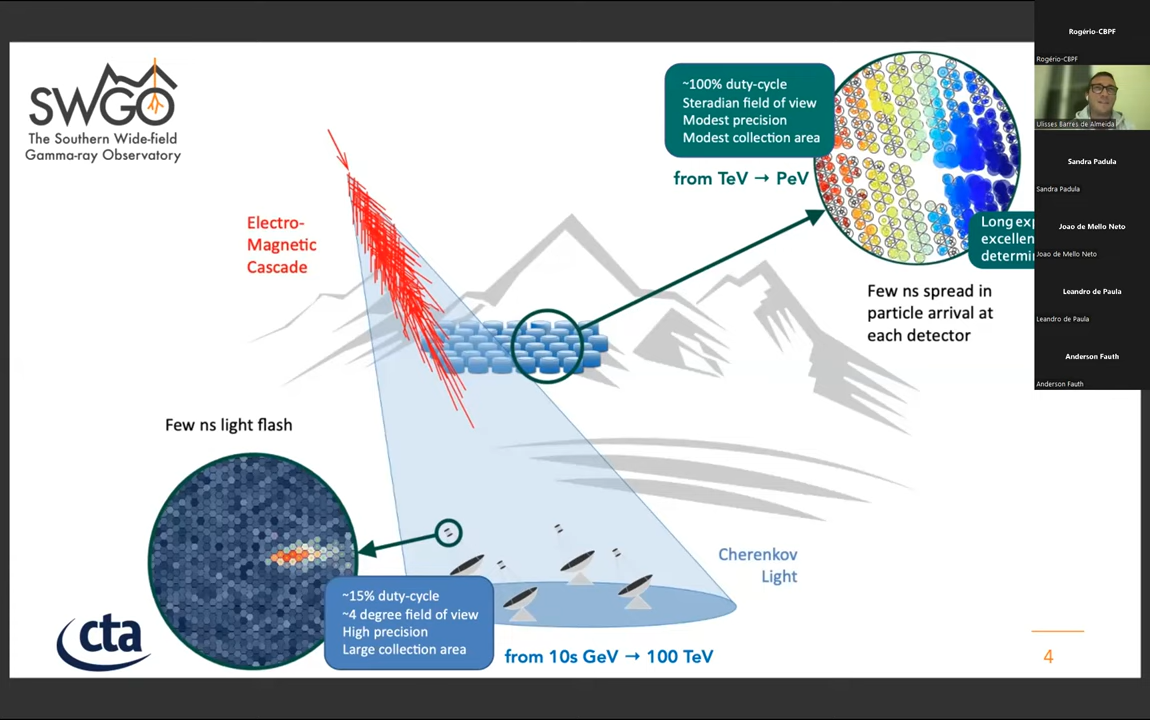 SWGO
The Southern Wide-field
Gamma-ray Observatory
Electro-
Magnetic
Cascade
~100% duty-cycle
Steradian field of view
Modest precision
Modest collection area
from TeV → PeV
Long
excellen
determi
Few ns spread in
particle arrival at
each detector
Few ns light flash
Cherenkov
Light
~15% duty-cycle
~4 degree field of view
High precision
Large collection area
from 10s GeV → 100 TeV
cta
4
Rogério-CBPF
Rogério-CBPF
Ulisses Barres de Almeida
Sandra Padula
Sandra Padula
Joao de Mello Neto
Joao de Mello Neto
Leandro de Paula
Leandro de Paula
Anderson Fauth
Anderson Fauth